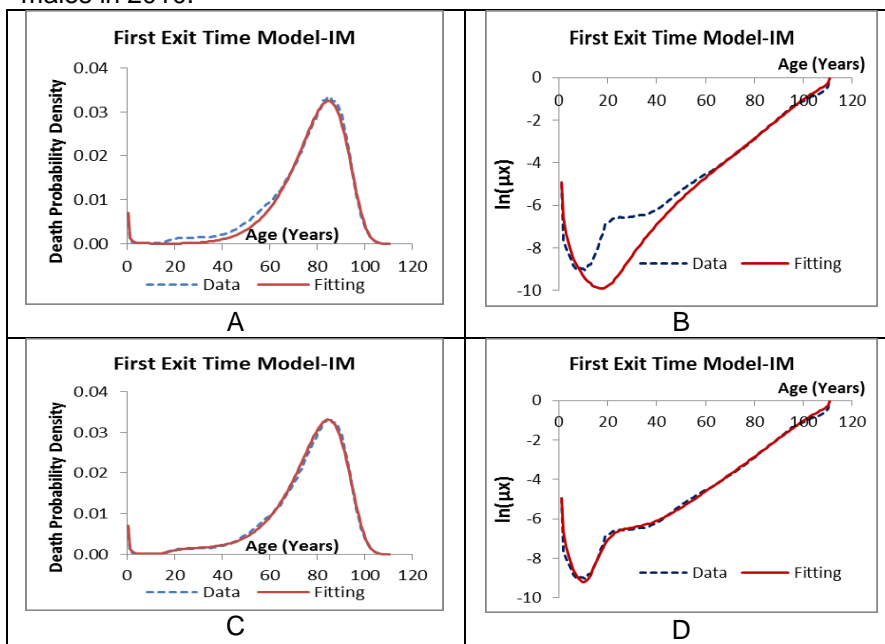 males in 2010.
First Exit Time Model-IM
Death Probability Density
0.04
0.03
0.02
0.01
0.00
Age (Years)
0 20 40 60 80 100 120
Data Fitting
A
First Exit Time Model-IM
Age (Years)
0 20 40 60 80 100 120
ln(μx)
0
-2
-4
-6
-8
-10
Data Fitting
B
First Exit Time Model-IM
Death Probability Density
0.04
0.03
0.02
0.01
0.00
Age (Years)
0 20 40 60 80 100 120
Data Fitting
C
First Exit Time Model-IM
Age (Years)
0 20 40 60 80 100 120
ln(μx)
0
-2
-4
-6
-8
-10
Data Fitting
D